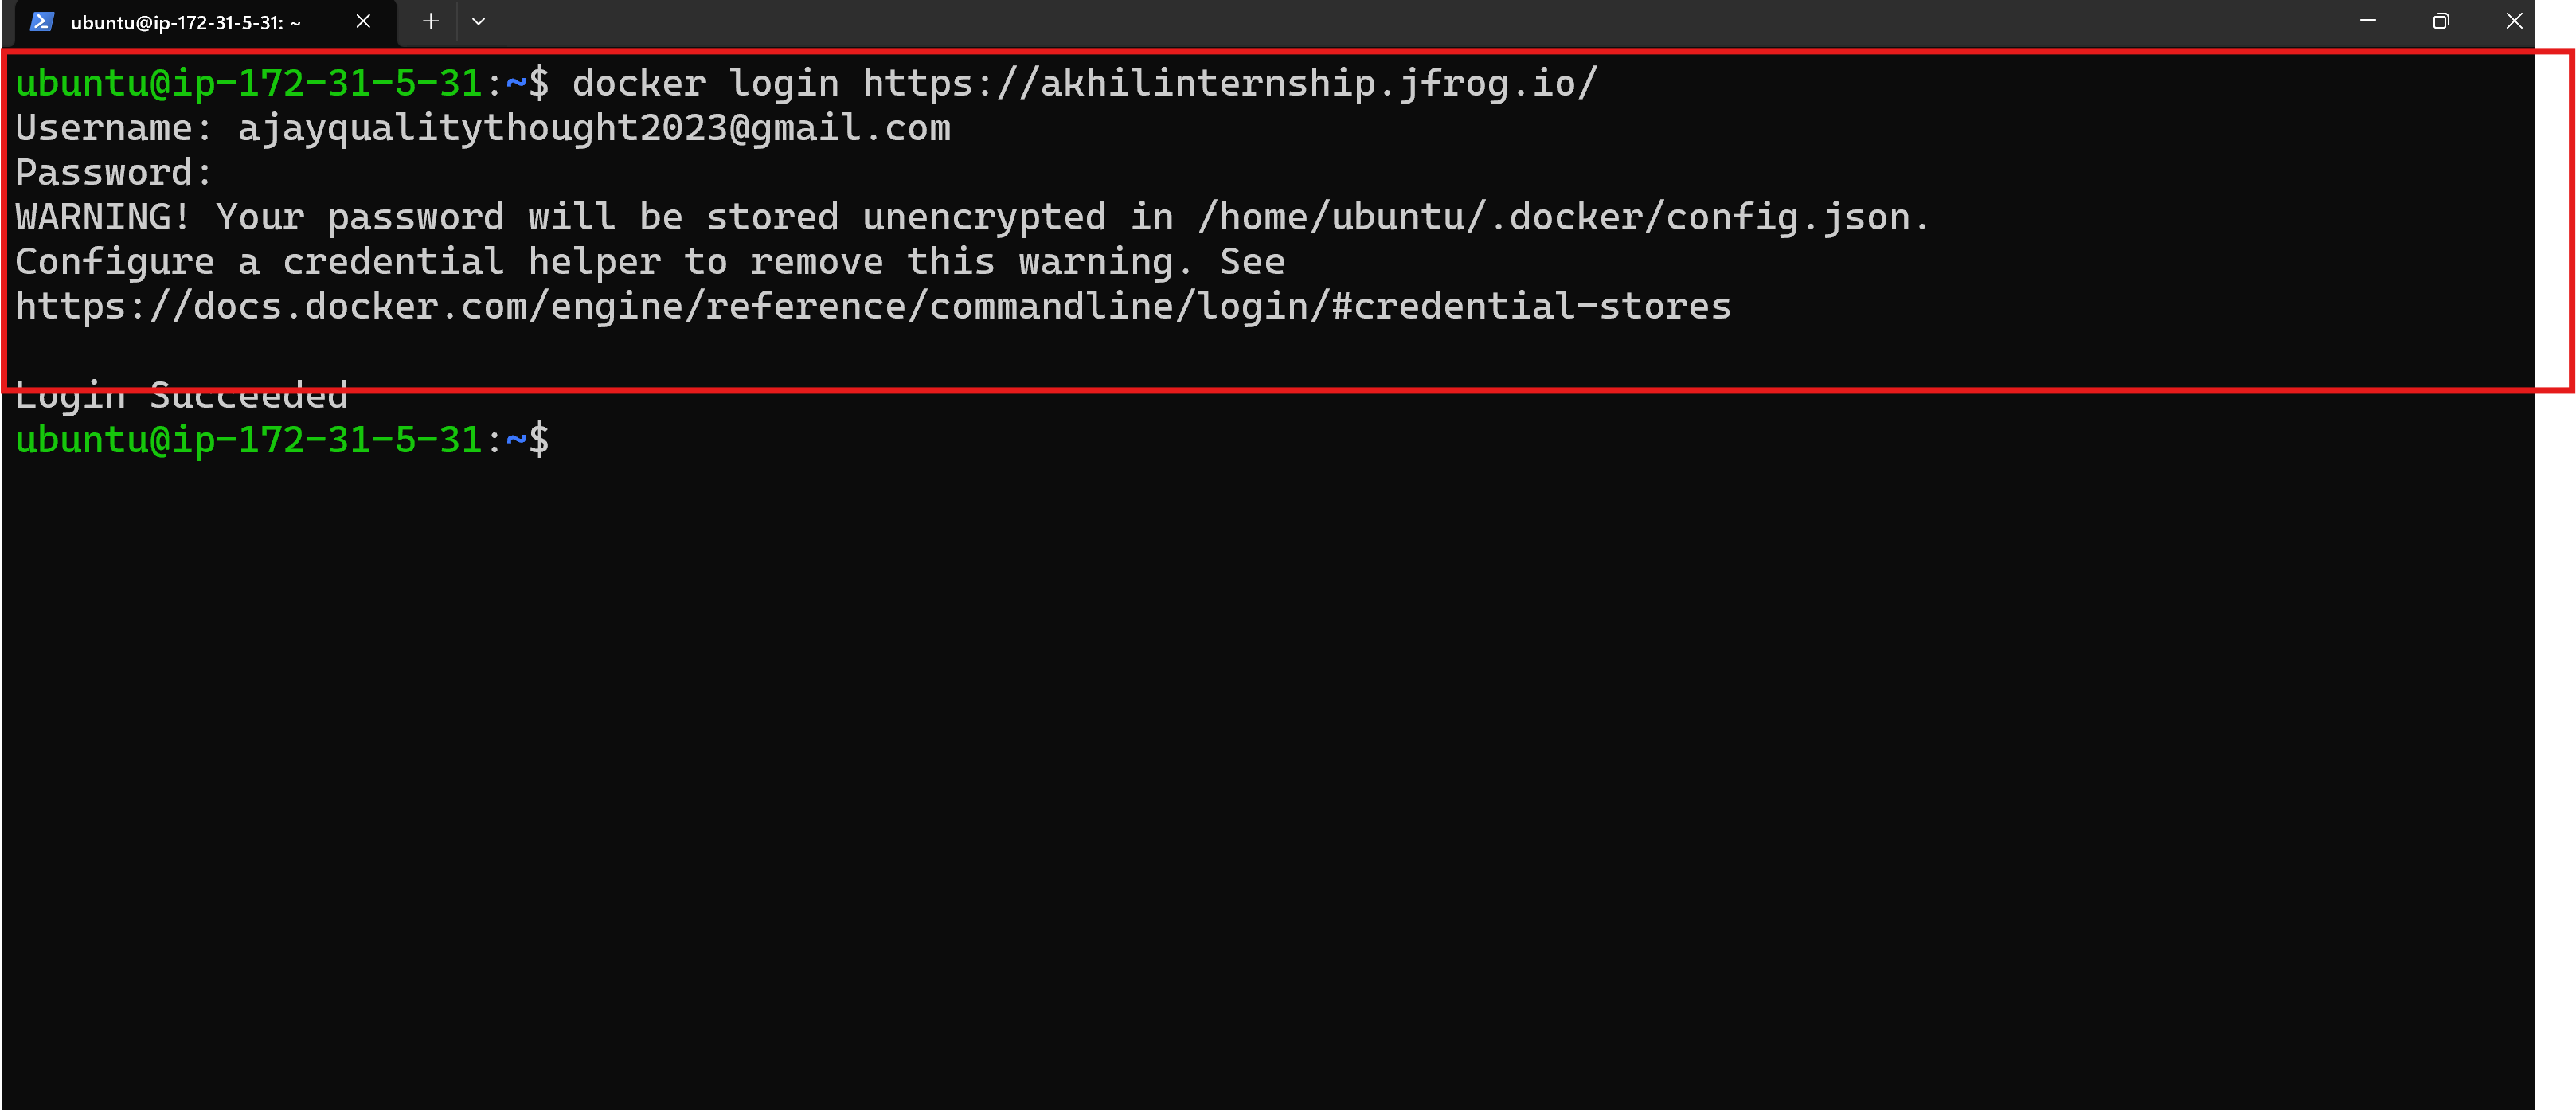 ubuntu@ip-172-31-5-31: ~
ubuntu@ip-172-31-5-31:~$ docker login https://akhilinternship.jfrog.io/
Username: ajayqualitythought2023@gmail.com
Password:
WARNING! Your password will be stored unencrypted in /home/ubuntu/.docker/config.json.
Configure a credential helper to remove this warning. See
https://docs.docker.com/engine/reference/commandline/login/#credential-stores
Login Succeeded
ubuntu@ip-172-31-5-31:~$